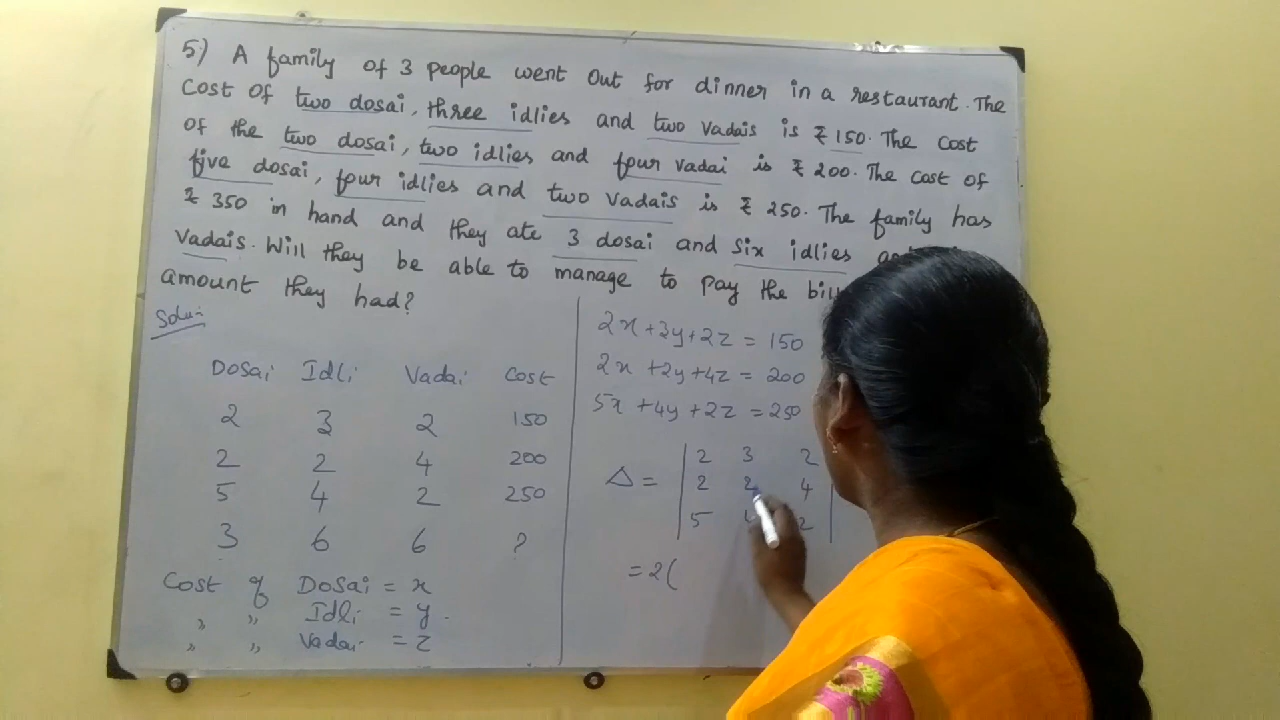 5) A family of 3 people went out for dinner in a restaurant. The
Cost of two dosai, three idlies and two vadais is ₹ 150. The cost
of the two dosai, two idlies and four vadai is ₹ 200. The cost of
five dosai, four idlies and two vadais is ₹ 250. The family has
₹ 350 in hand and they ate 3 dosai and six idlies
Vadais. Will they be able to manage to pay the bill
amount they had?
Solu:-
Dosai Idli Vadai Cost
2 3 2 150
2 2 4 200
5 4 2 250
3 6 6 ?
Cost of Dosai = x
,, ,, Idli = y.
,, ,, Vadai = z
2x + 3y + 2z = 150
2x + 2y + 4z = 200
5x + 4y + 2z = 250
2 3 2
Δ = 2 2 4
5 2
= 2(